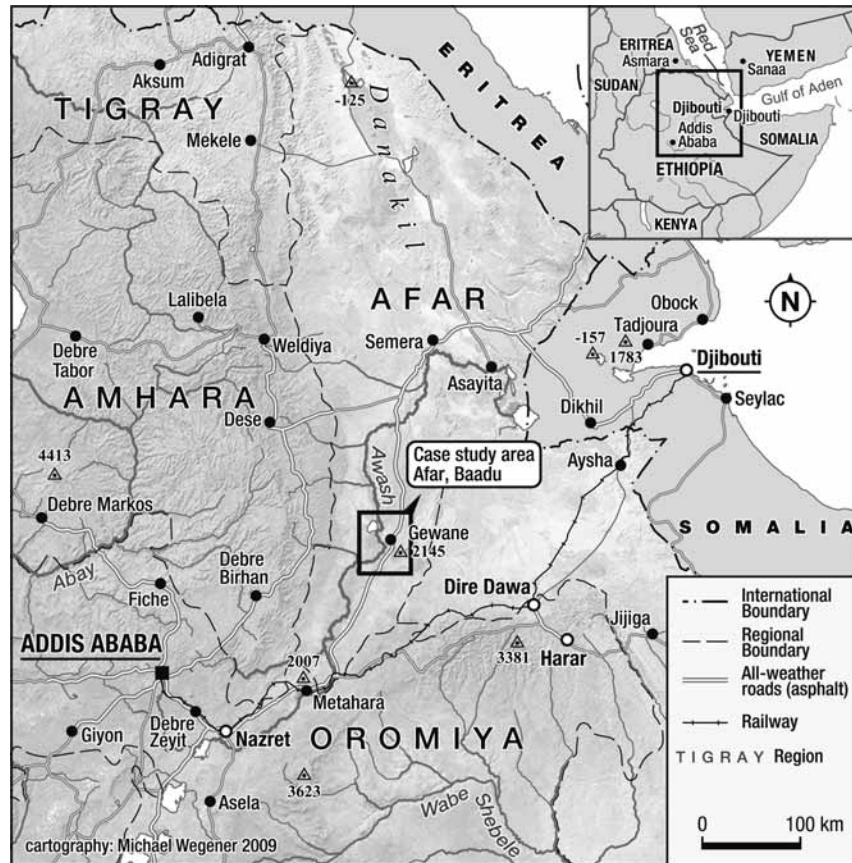 Adigrat
Aksum
ERITREA
TIGRAY
-125
Danakil
Mekele
Red
Sea
ERITREA
YEMEN
Asmara
Sanaa
SUDAN
Gulf of Aden
Djibouti
Djibouti
Addis
Ababa
SOMALIA
ETHIOPIA
KENYA
N
AFAR
Lalibela
Obock
-157
Tadjoura
1783
Debre
Tabor
Weldiya
Semera
Djibouti
Asayita
AMHARA
Seylac
Dese
Dikhil
4413
Case study area
Afar, Baadu
Aysha
Awash
Debre Markos
Gewane
2145
SOMALIA
Abay
Debre
Birhan
Fiche
Dire Dawa
Jijiga
ADDIS ABABA
2007
3381
Harar
Metahara
Debre
Zeyit
Giyon
Nazret
OROMIYA
3623
Asela
Wabe
Shebele
International
Boundary
Regional
Boundary
All-weather
roads (asphalt)
Railway
TIGRAY Region
0 100 km
cartography: Michael Wegener 2009